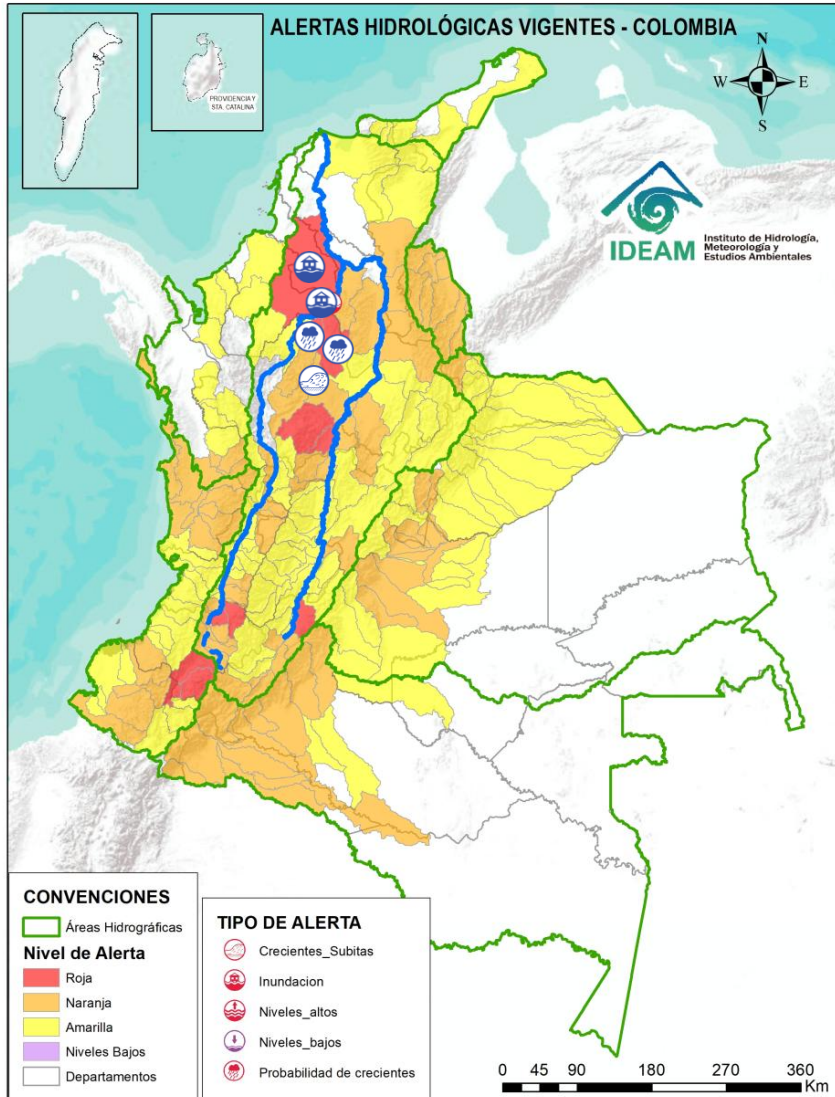 ALERTAS HIDROLÓGICAS VIGENTES - COLOMBIA
PROVIDENCIA Y
STA. CATALINA
N
W
E
S
IDEAM
Instituto de Hidrología,
Meteorología y
Estudios Ambientales
CONVENCIONES
Áreas Hidrográficas
Nivel de Alerta
Roja
Naranja
Amarilla
Niveles Bajos
Departamentos
TIPO DE ALERTA
Crecientes_Subitas
Inundacion
Niveles_altos
Niveles_bajos
Probabilidad de crecientes
0 45 90 180 270 360
Km